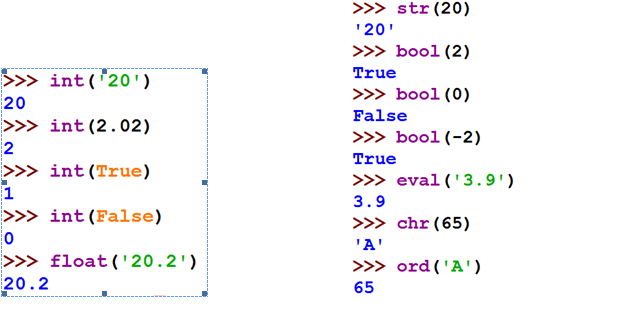 >>> int('20')
20
>>> int(2.02)
2
>>> int(True)
1
>>> int(False)
0
>>> float('20.2')
20.2
>>> str(20)
'20'
>>> bool(2)
True
>>> bool(0)
False
>>> bool(-2)
True
>>> eval('3.9')
3.9
>>> chr(65)
'A'
>>> ord('A')
65